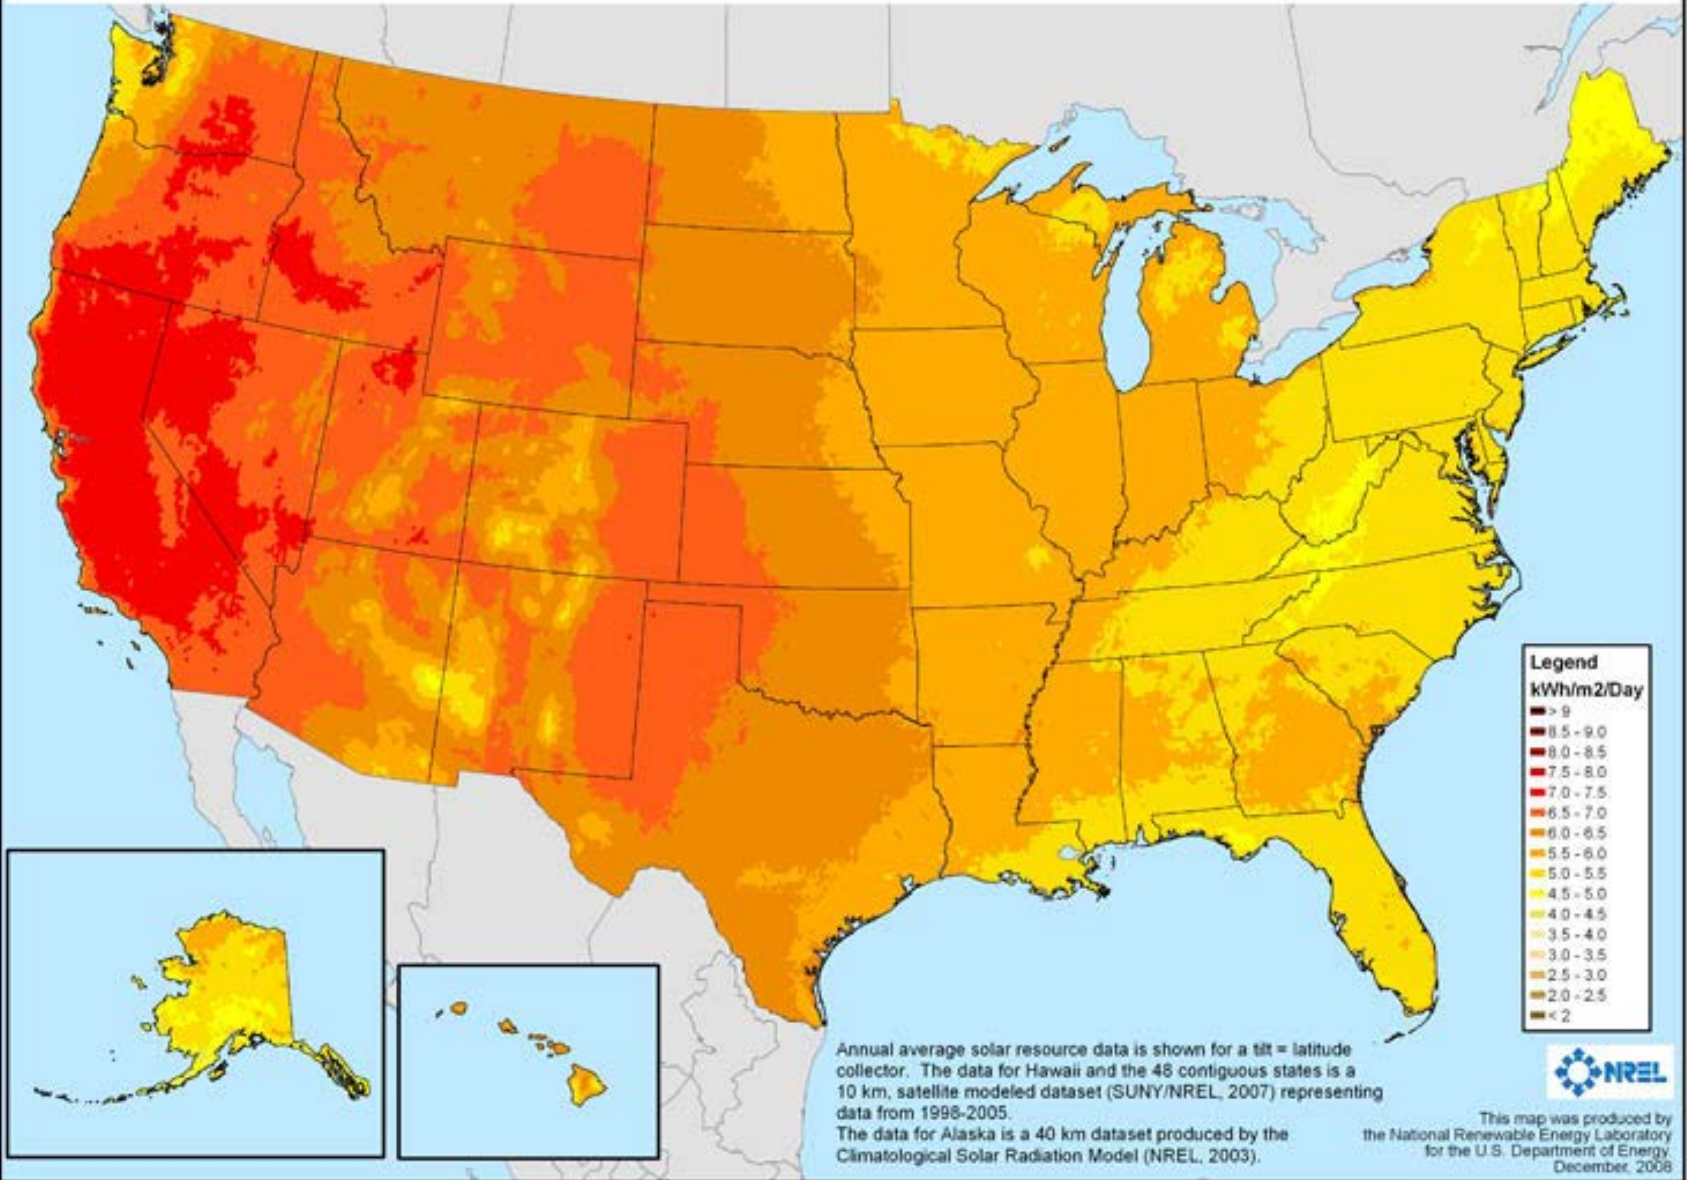 Legend
kWh/m2/Day
> 9
8.5 - 9.0
8.0 - 8.5
7.5 - 8.0
7.0 - 7.5
6.5 - 7.0
6.0 - 6.5
5.5 - 6.0
5.0 - 5.5
4.5 - 5.0
4.0 - 4.5
3.5 - 4.0
3.0 - 3.5
2.5 - 3.0
2.0 - 2.5
< 2
Annual average solar resource data is shown for a tilt = latitude
collector. The data for Hawaii and the 48 contiguous states is a
10 km, satellite modeled dataset (SUNY/NREL, 2007) representing
data from 1998-2005.
The data for Alaska is a 40 km dataset produced by the
Climatological Solar Radiation Model (NREL, 2003).
NREL
This map was produced by
the National Renewable Energy Laboratory
for the U.S. Department of Energy.
December, 2008